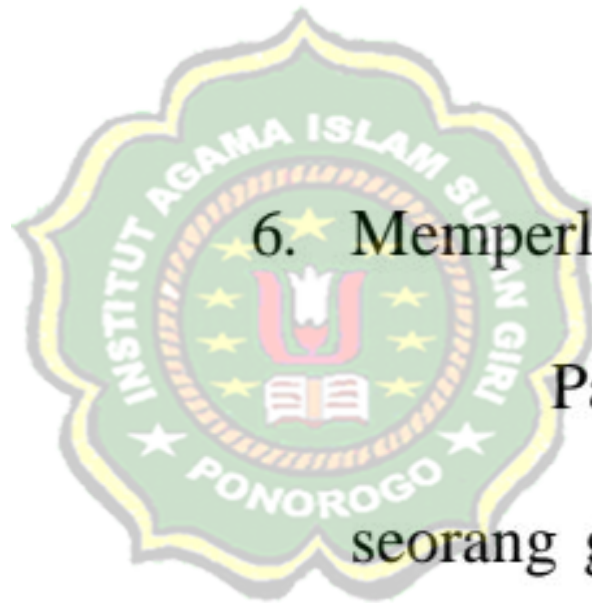 INSTITUT AGAMA ISLAM SUNAN GIRI
PONOROGO
6. Memperl
Pa
seorang g